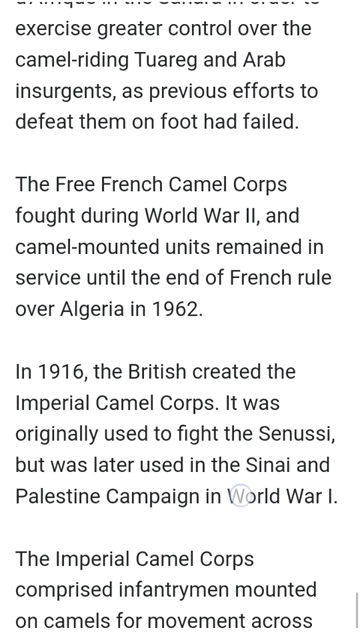 exercise greater control over the
camel-riding Tuareg and Arab
insurgents, as previous efforts to
defeat them on foot had failed.
The Free French Camel Corps
fought during World War II, and
camel-mounted units remained in
service until the end of French rule
over Algeria in 1962.
In 1916, the British created the
Imperial Camel Corps. It was
originally used to fight the Senussi,
but was later used in the Sinai and
Palestine Campaign in World War I.
The Imperial Camel Corps
comprised infantrymen mounted
on camels for movement across